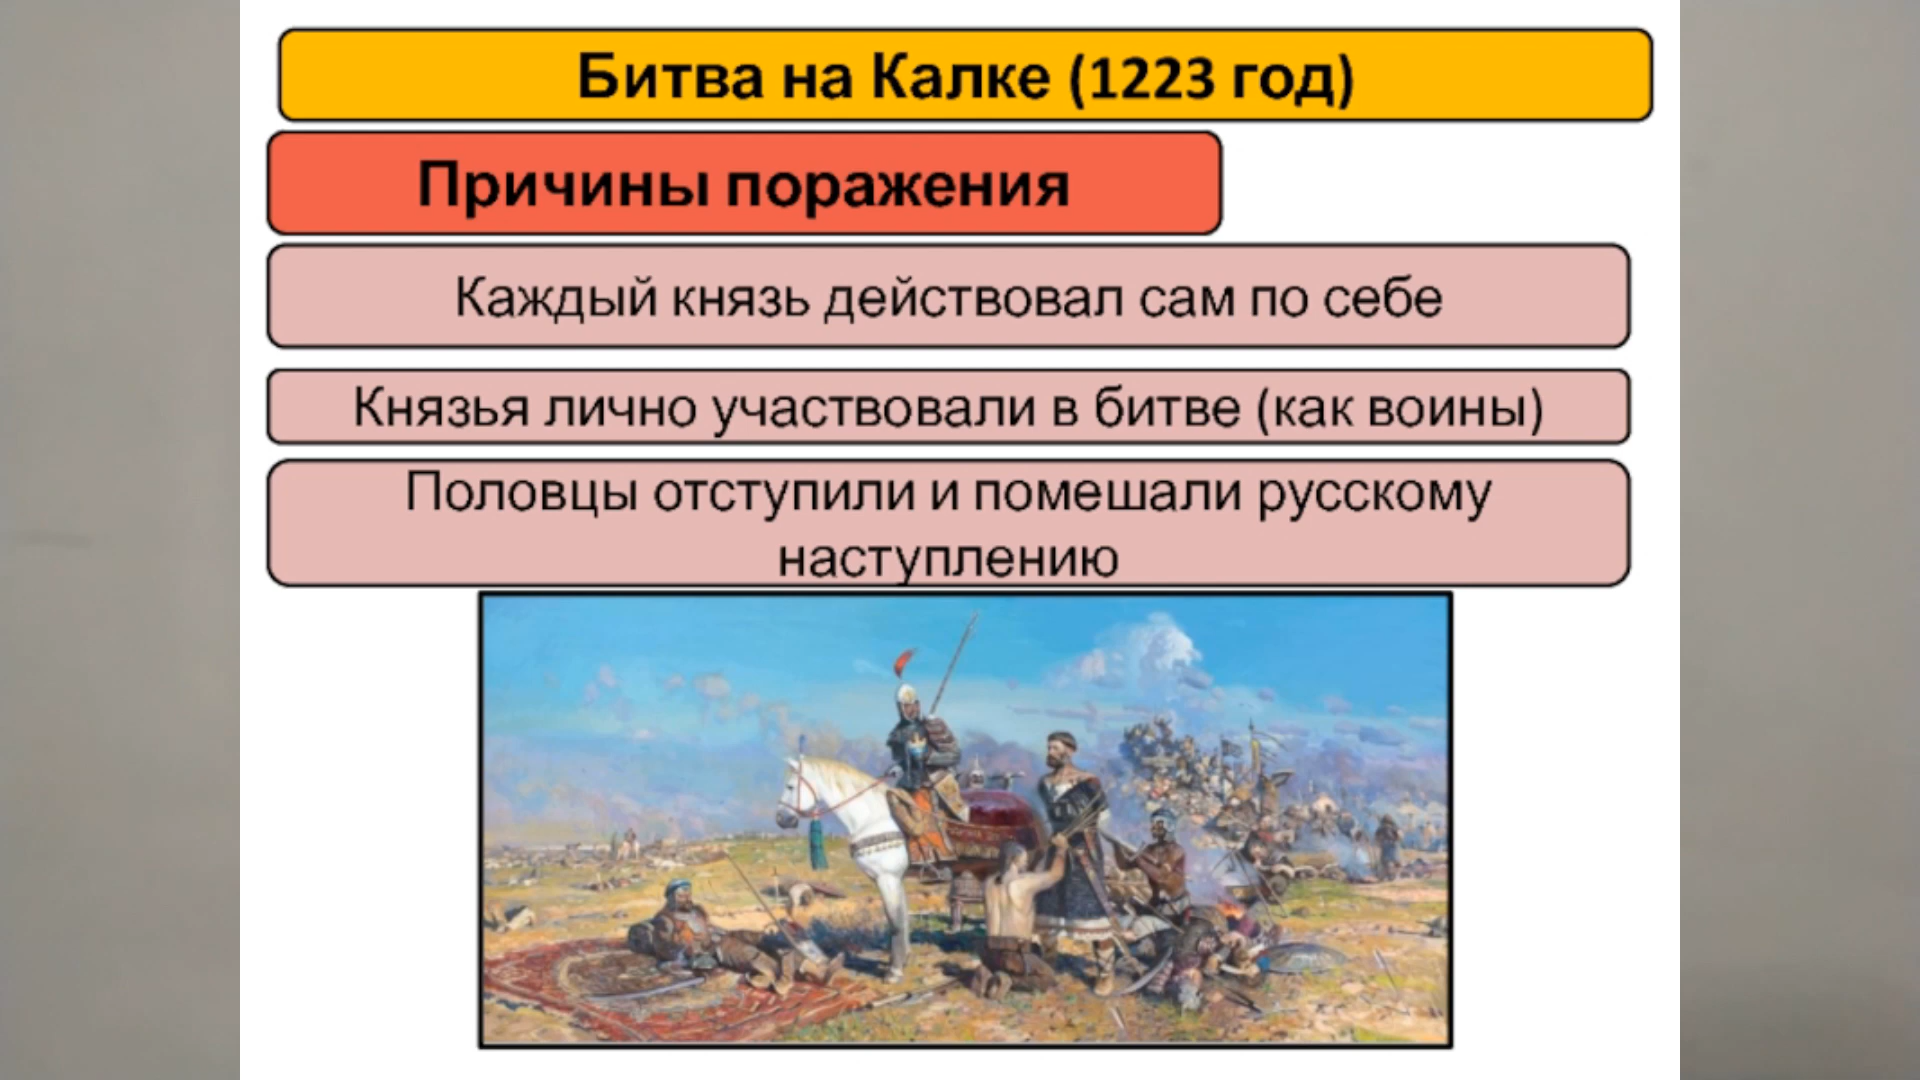 Битва на Калке (1223 год)
Причины поражения
Каждый князь действовал сам по себе
Князья лично участвовали в битве (как воины)
Половцы отступили и помешали русскому
наступлению